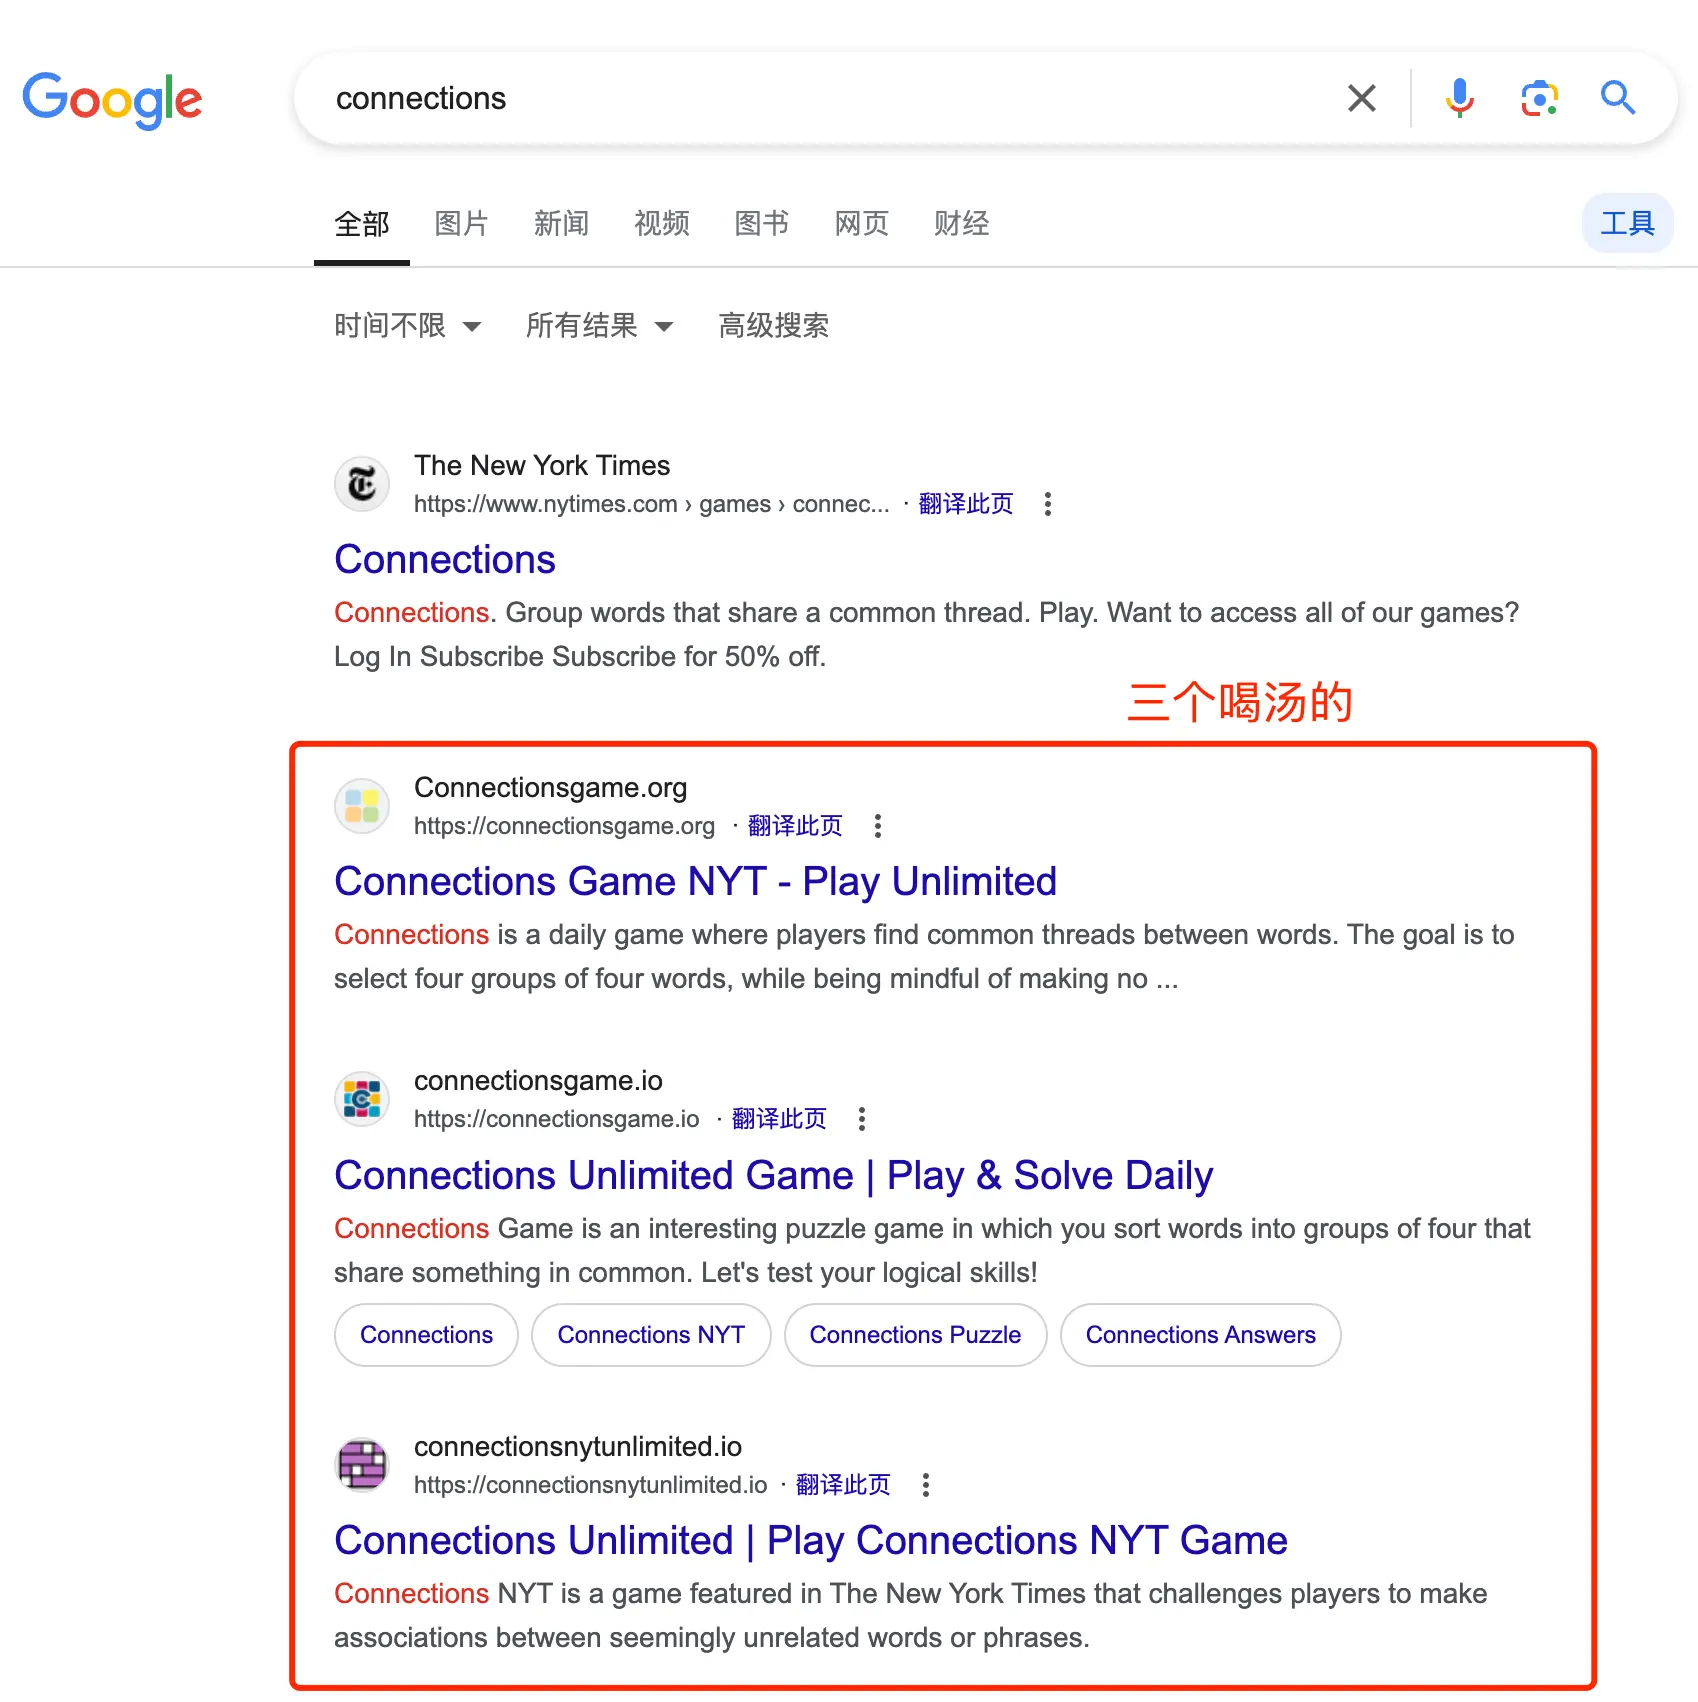 Google
connections
全部 图片 新闻 视频 图书 网页 财经 工具
时间不限 所有结果 高级搜索
The New York Times
https://www.nytimes.com › games › connec... · 翻译此页
Connections
Connections. Group words that share a common thread. Play. Want to access all of our games?
Log In Subscribe Subscribe for 50% off.
三个喝汤的
Connectionsgame.org
https://connectionsgame.org · 翻译此页
Connections Game NYT - Play Unlimited
Connections is a daily game where players find common threads between words. The goal is to
select four groups of four words, while being mindful of making no ...
connectionsgame.io
https://connectionsgame.io · 翻译此页
Connections Unlimited Game | Play & Solve Daily
Connections Game is an interesting puzzle game in which you sort words into groups of four that
share something in common. Let's test your logical skills!
Connections Connections NYT Connections Puzzle Connections Answers
connectionsnytunlimited.io
https://connectionsnytunlimited.io · 翻译此页
Connections Unlimited | Play Connections NYT Game
Connections NYT is a game featured in The New York Times that challenges players to make
associations between seemingly unrelated words or phrases.